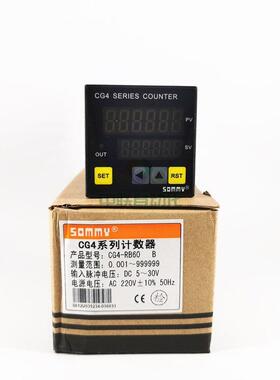 CG4 SERIES COUNTER
PV
SV
OUT
SET
RST
sommy®
sommy®
CG4系列计数器
产品型号: CG4-RB60 B
测量范围: 0.001-999999
输入脉冲电压: DC 5~30V
电源电压: AC 220V±10% 50Hz